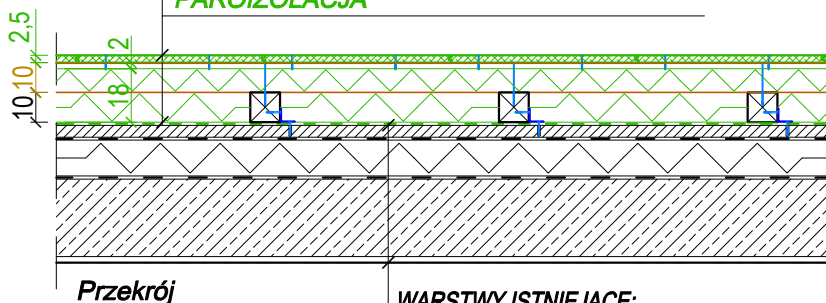 PAROIZOLACJA
2,5
2
10
18
10
Przekrój
WARSTWY ISTNIEJĄCE: